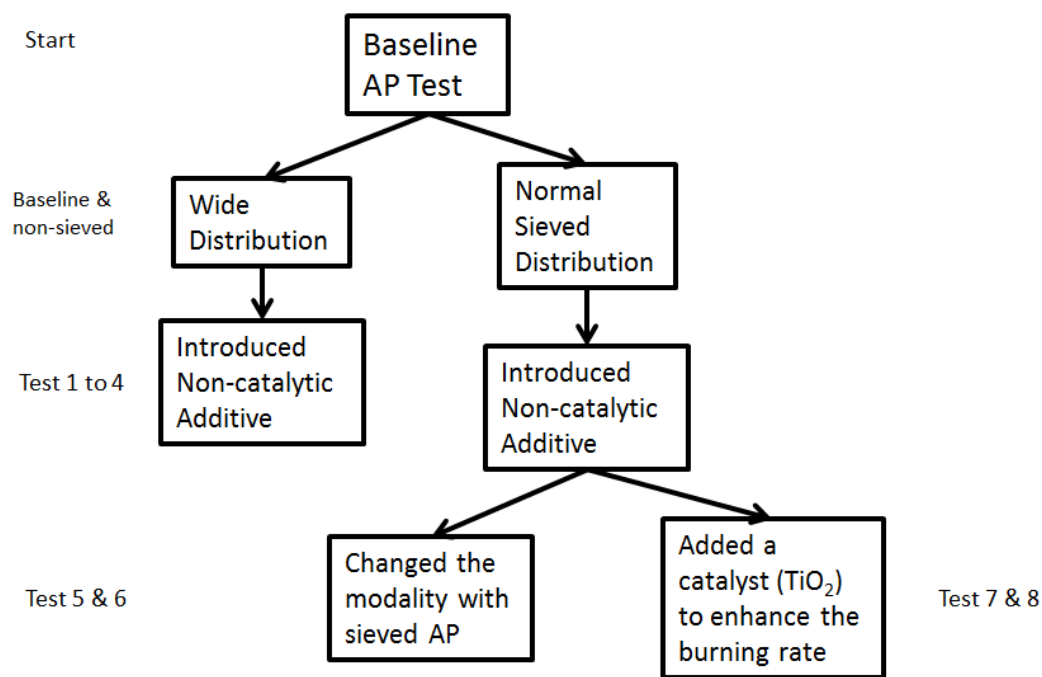 Start
Baseline
AP Test
Baseline &
non-sieved
Wide
Distribution
Normal
Sieved
Distribution
Test 1 to 4
Introduced
Non-catalytic
Additive
Introduced
Non-catalytic
Additive
Test 5 & 6
Changed the
modality with
sieved AP
Added a
catalyst (TiO₂)
to enhance the
burning rate
Test 7 & 8